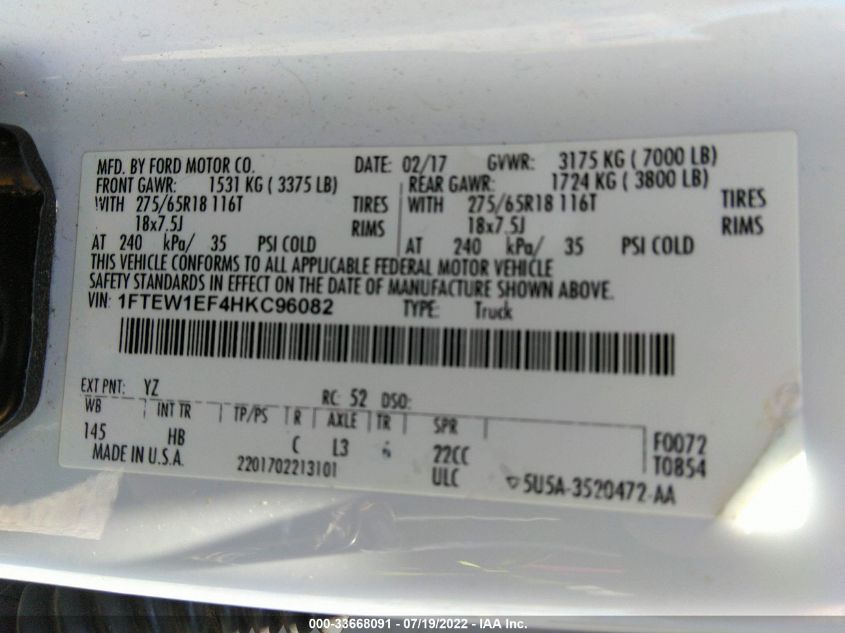 MFD. BY FORD MOTOR CO. DATE: 02/17 GVWR: 3175 KG ( 7000 LB)
FRONT GAWR: 1531 KG ( 3375 LB) REAR GAWR: 1724 KG ( 3800 LB)
WITH 275/65R18 116T TIRES WITH 275/65R18 116T TIRES
18x7.5J RIMS 18x7.5J RIMS
AT 240 kPa/ 35 PSI COLD AT 240 kPa/ 35 PSI COLD
THIS VEHICLE CONFORMS TO ALL APPLICABLE FEDERAL MOTOR VEHICLE
SAFETY STANDARDS IN EFFECT ON THE DATE OF MANUFACTURE SHOWN ABOVE.
VIN: 1FTEW1EF4HKC96082 TYPE: Truck
EXT PNT: YZ RC: 52 DSO:
WB INT TR TP/PS R AXLE TR SPR
145 HB C L3 6 22CC F0072
MADE IN U.S.A. 2201702213101 ULC T0854
5U5A-3520472-AA
000-33668091 - 07/19/2022 - IAA Inc.